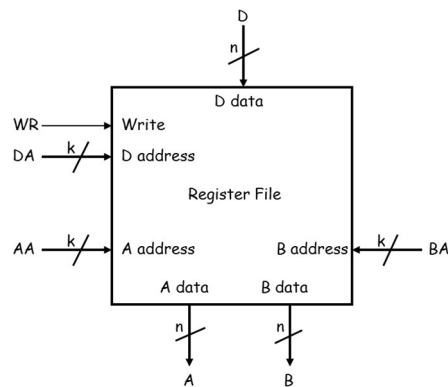 D
n
D data
WR Write
DA k D address
Register File
AA k A address B address k BA
A data B data
n n
A B